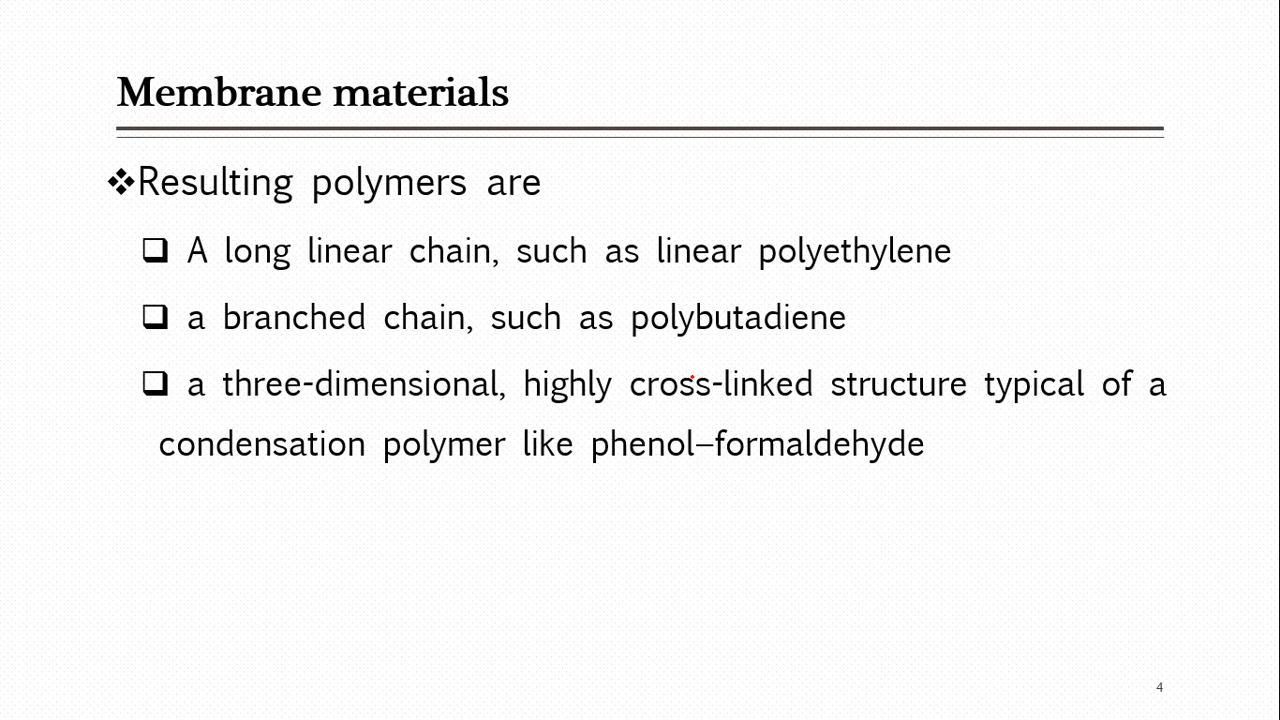 Membrane materials
❖Resulting polymers are
❑ A long linear chain, such as linear polyethylene
❑ a branched chain, such as polybutadiene
❑ a three-dimensional, highly cross-linked structure typical of a
condensation polymer like phenol–formaldehyde
4